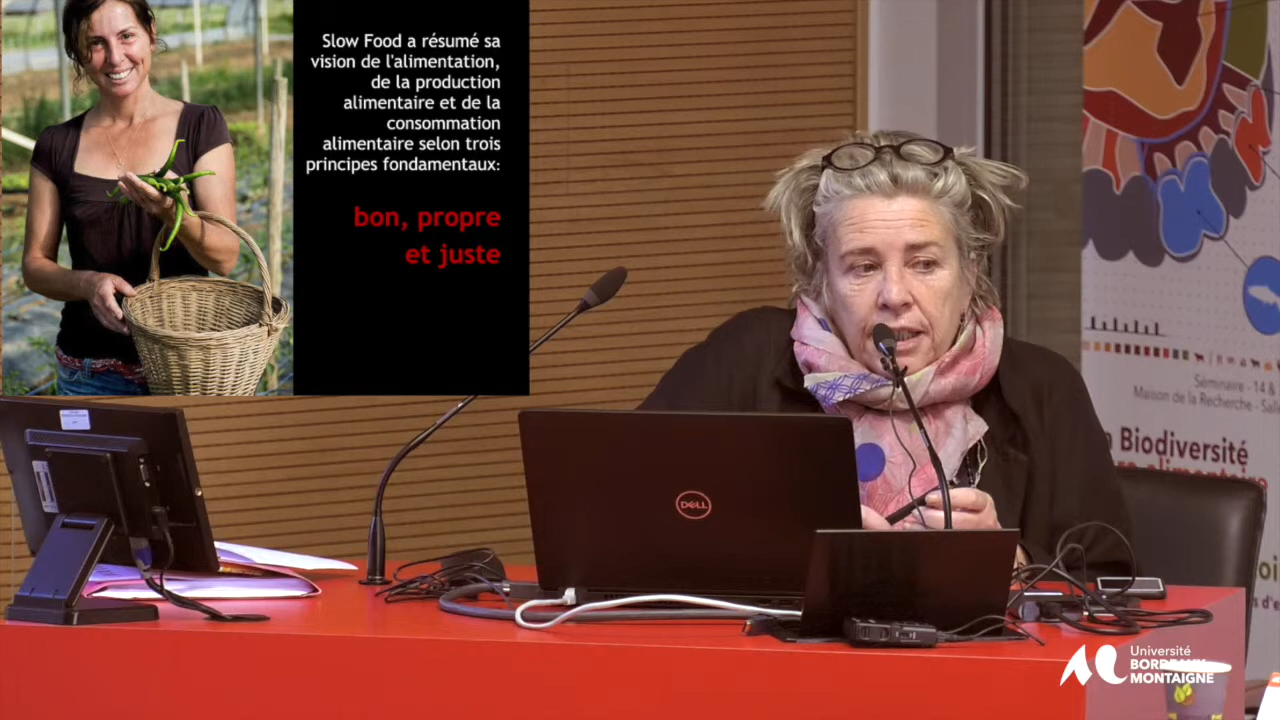 Slow Food a résumé sa
vision de l'alimentation,
de la production
alimentaire et de la
consommation
alimentaire selon trois
principes fondamentaux:
bon, propre
et juste
DELL
Séminaire - 14 &
Maison de la Recherche -
Biodiversité
alimentaire
Université
BORDEAUX
MONTAIGNE